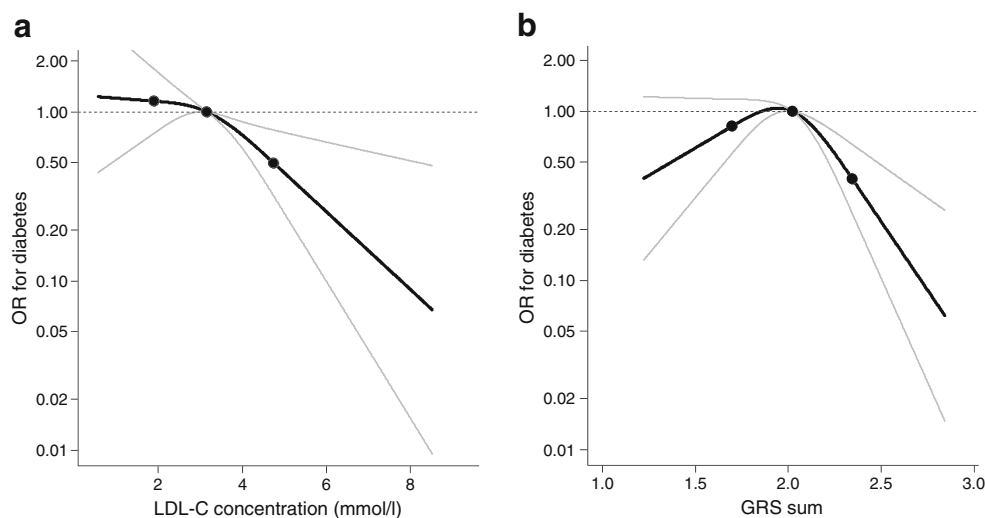 a
2.00
1.00
0.50
0.20
0.10
0.05
0.02
0.01
OR for diabetes
2 4 6 8
LDL-C concentration (mmol/l)
b
2.00
1.00
0.50
0.20
0.10
0.05
0.02
0.01
OR for diabetes
1.0 1.5 2.0 2.5 3.0
GRS sum